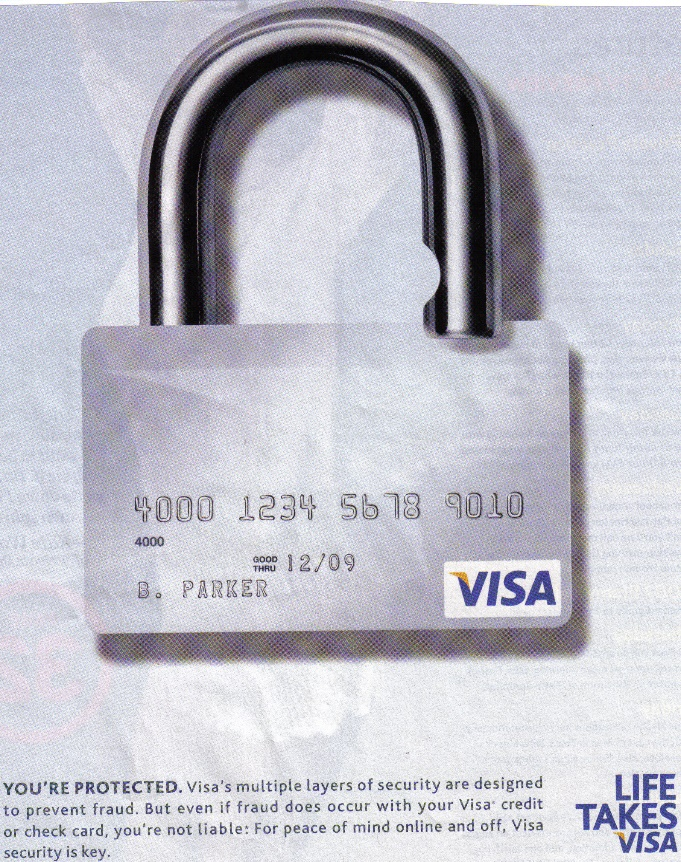 4000 1234 5678 9010
4000
GOOD THRU 12/09
B. PARKER
VISA
YOU'RE PROTECTED. Visa's multiple layers of security are designed
to prevent fraud. But even if fraud does occur with your Visa® credit
or check card, you're not liable: For peace of mind online and off, Visa
security is key.
LIFE
TAKES
VISA